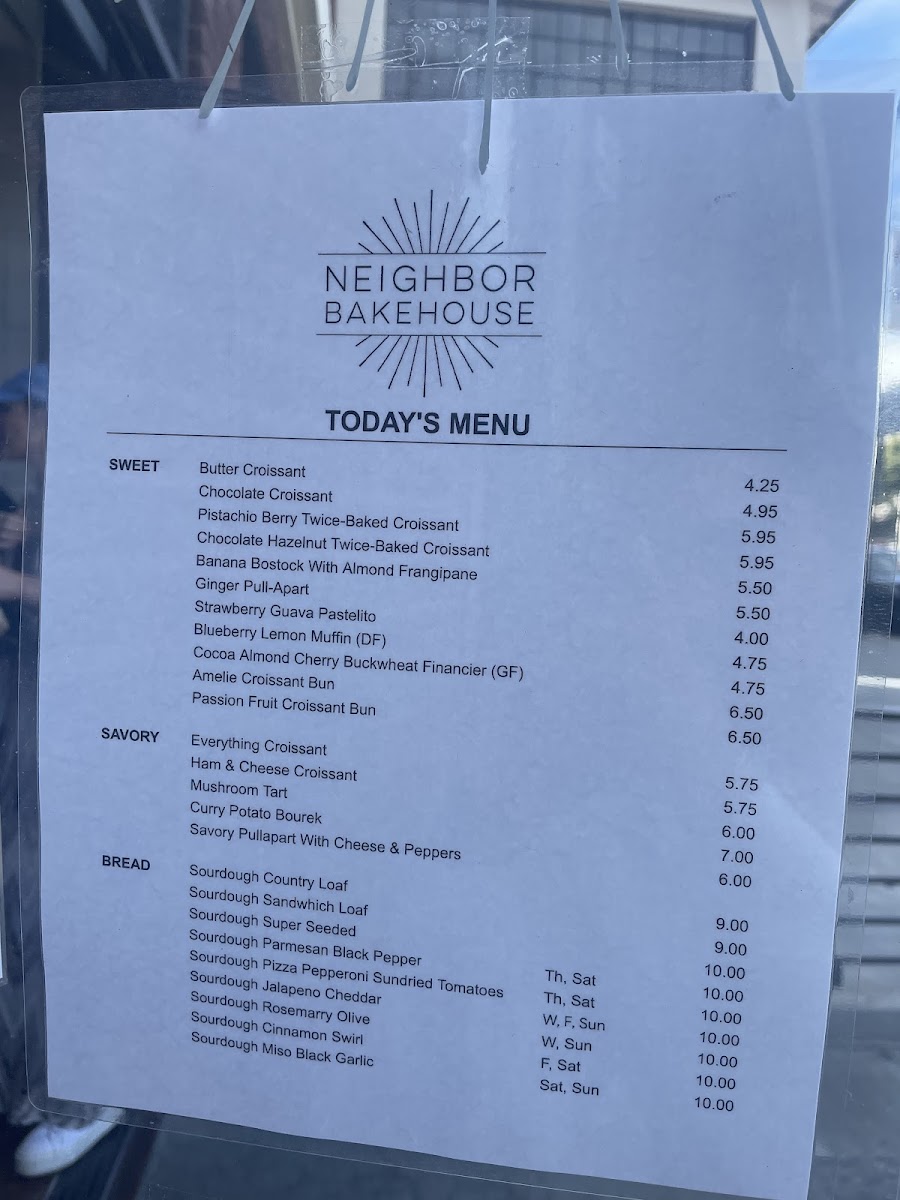 NEIGHBOR
BAKEHOUSE
TODAY'S MENU
SWEET Butter Croissant 4.25
Chocolate Croissant 4.95
Pistachio Berry Twice-Baked Croissant 5.95
Chocolate Hazelnut Twice-Baked Croissant 5.95
Banana Bostock With Almond Frangipane 5.50
Ginger Pull-Apart 5.50
Strawberry Guava Pastelito 4.00
Blueberry Lemon Muffin (DF) 4.75
Cocoa Almond Cherry Buckwheat Financier (GF) 4.75
Amelie Croissant Bun 6.50
Passion Fruit Croissant Bun 6.50
SAVORY Everything Croissant 5.75
Ham & Cheese Croissant 5.75
Mushroom Tart 6.00
Curry Potato Bourek 7.00
Savory Pullapart With Cheese & Peppers 6.00
BREAD Sourdough Country Loaf 9.00
Sourdough Sandwhich Loaf 9.00
Sourdough Super Seeded 10.00
Sourdough Parmesan Black Pepper Th, Sat 10.00
Sourdough Pizza Pepperoni Sundried Tomatoes Th, Sat 10.00
Sourdough Jalapeno Cheddar W, F, Sun 10.00
Sourdough Rosemarry Olive W, Sun 10.00
Sourdough Cinnamon Swirl F, Sat 10.00
Sourdough Miso Black Garlic Sat, Sun 10.00